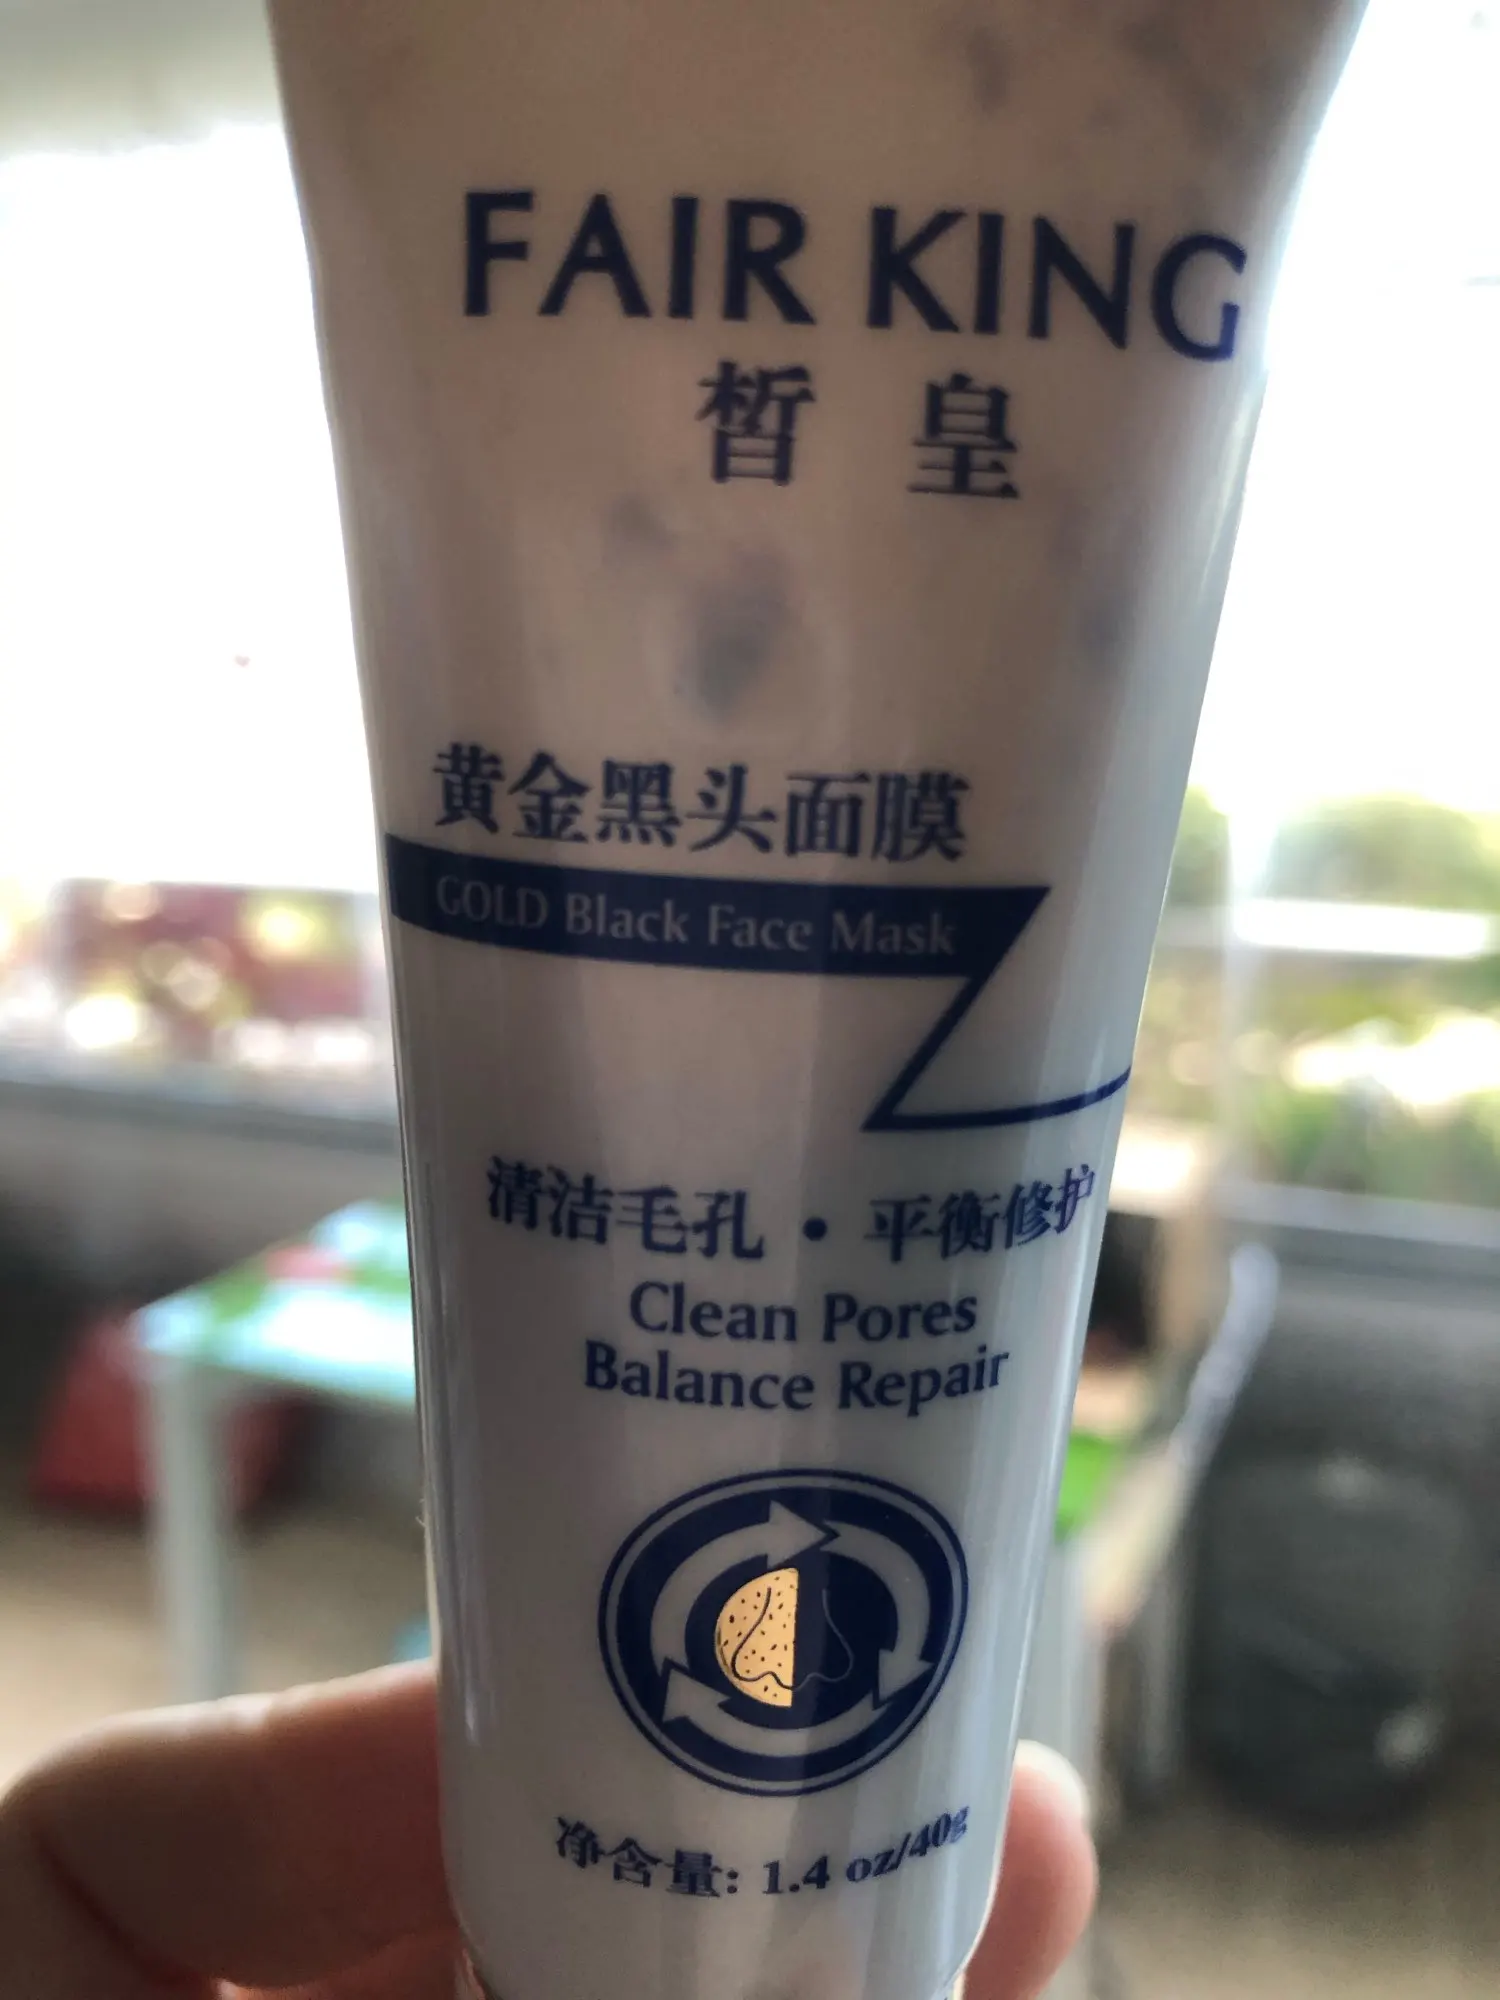 FAIR KING
皙 皇
黄金黑头面膜
GOLD Black Face Mask
清洁毛孔 · 平衡修护
Clean Pores
Balance Repair
净含量: 1.4 oz/40g